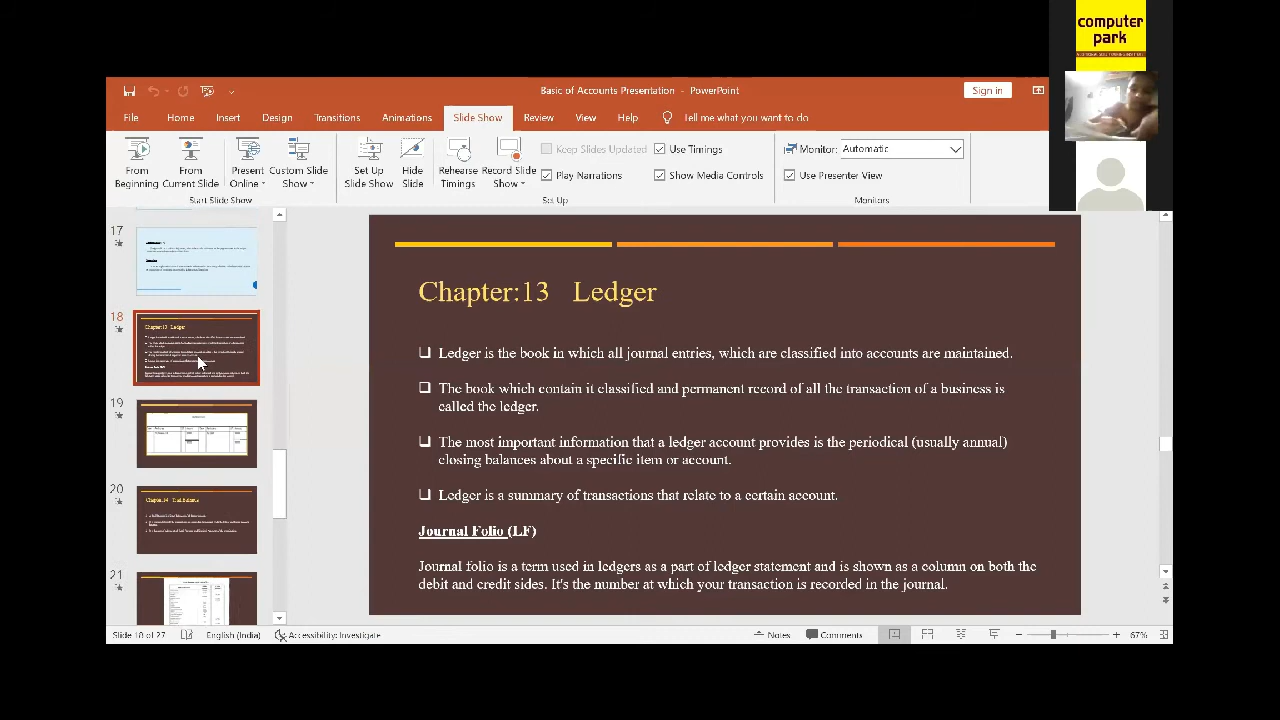 computer
park
Basic of Accounts Presentation - PowerPoint
Sign in
File Home Insert Design Transitions Animations Slide Show Review View Help Tell me what you want to do
From Beginning
From Current Slide
Present Online
Custom Slide Show
Set Up Slide Show
Hide Slide
Rehearse Timings
Record Slide Show
Keep Slides Updated
Play Narrations
Use Timings
Show Media Controls
Monitor: Automatic
Use Presenter View
Start Slide Show
Set Up
Monitors
17
18
Chapter:13 Ledger
19
20
Chapter:14 Trial Balance
21
Chapter:13 Ledger
Ledger is the book in which all journal entries, which are classified into accounts are maintained.
The book which contain it classified and permanent record of all the transaction of a business is
called the ledger.
The most important information that a ledger account provides is the periodical (usually annual)
closing balances about a specific item or account.
Ledger is a summary of transactions that relate to a certain account.
Journal Folio (LF)
Journal folio is a term used in ledgers as a part of ledger statement and is shown as a column on both the
debit and credit sides. It's the number at which your transaction is recorded in the journal.
Slide 18 of 27 English (India) Accessibility: Investigate Notes Comments 67%